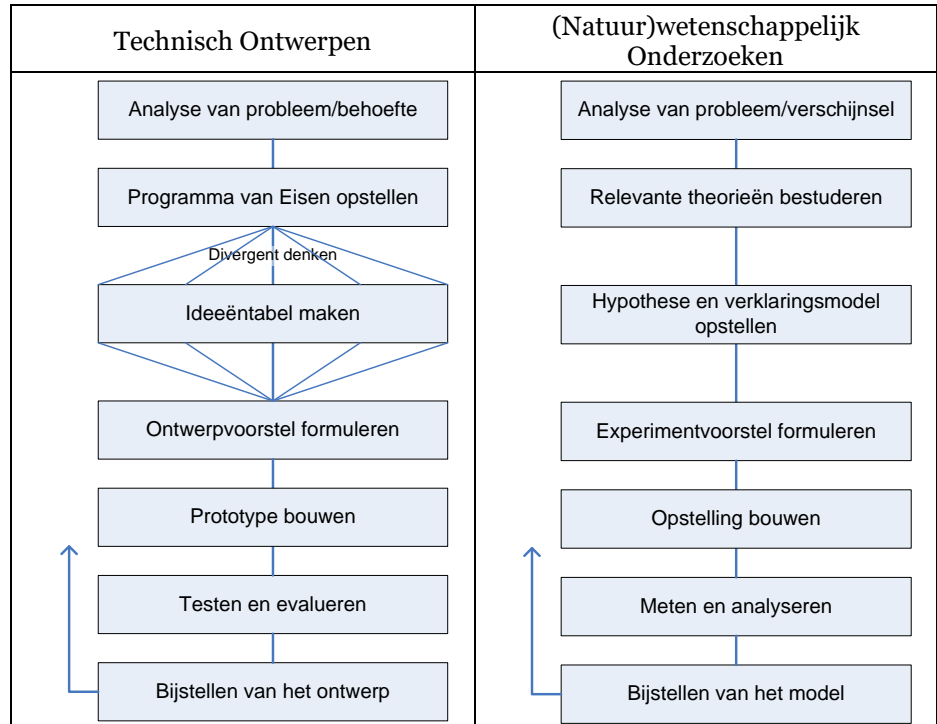 Technisch Ontwerpen
Analyse van probleem/behoefte
Programma van Eisen opstellen
Divergent denken
Ideeëntabel maken
Ontwerpvoorstel formuleren
Prototype bouwen
Testen en evalueren
Bijstellen van het ontwerp
(Natuur)wetenschappelijk
Onderzoeken
Analyse van probleem/verschijnsel
Relevante theorieën bestuderen
Hypothese en verklaringsmodel
opstellen
Experimentvoorstel formuleren
Opstelling bouwen
Meten en analyseren
Bijstellen van het model